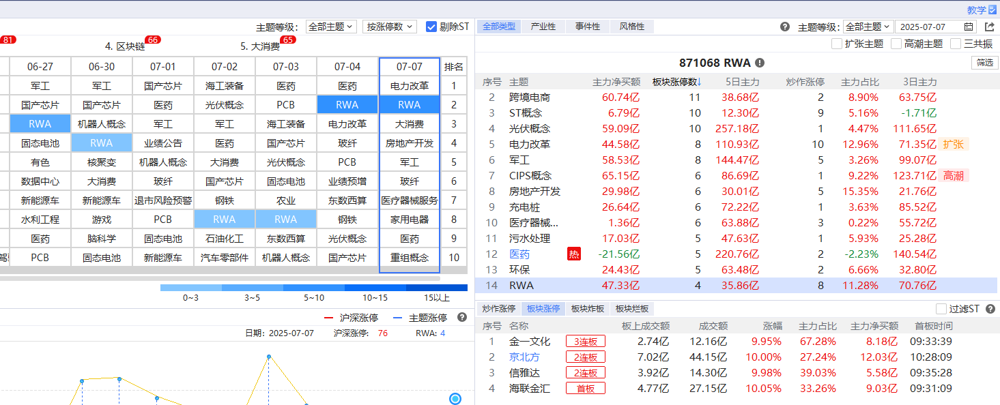 教学
主题等级: 全部主题 按涨停数 剔除ST
81 4. 区块链 66 5. 大消费 65
06-27 06-30 07-01 07-02 07-03 07-04 07-07 排名
军工 军工 国产芯片 海工装备 医药 医药 电力改革 1
国产芯片 国产芯片 医药 光伏概念 PCB RWA RWA 2
RWA 机器人概念 军工 军工 海工装备 电力改革 大消费 3
固态电池 RWA 业绩公告 医药 国产芯片 玻纤 房地产开发 4
有色 核聚变 机器人概念 大消费 光伏概念 PCB 军工 5
数据中心 大消费 玻纤 国产芯片 固态电池 业绩预增 玻纤 6
新能源车 新能源车 退市风险预警 钢铁 农业 东数西算 医疗器械服务 7
水利工程 游戏 PCB RWA RWA 钢铁 家用电器 8
医药 脑科学 固态电池 石油化工 东数西算 光伏概念 医药 9
PCB 固态电池 新能源车 汽车零部件 机器人概念 国产芯片 重组概念 10
0~3 3~5 5~10 10~15 15以上
沪深涨停 主题涨停 ?
日期: 2025-07-07 沪深涨停: 76 RWA: 4
全部类型 产业性 事件性 风格性 ? 主题等级: 全部主题 2025-07-07
扩张主题 高潮主题 三共振
871068 RWA ! 筛选
序号 主题 主力净买额 板块涨停数↓ 5日主力 炒作涨停 主力占比 3日主力
2 跨境电商 60.74亿 11 38.68亿 2 8.90% 63.75亿
3 ST概念 6.79亿 10 12.30亿 9 5.16% -1.71亿
4 光伏概念 59.09亿 10 257.18亿 1 4.47% 111.65亿
5 电力改革 44.58亿 8 110.93亿 10 12.96% 71.35亿 扩张
6 军工 58.53亿 8 144.47亿 5 3.26% 99.07亿
7 CIPS概念 65.15亿 6 86.69亿 1 9.22% 123.71亿 高潮
8 房地产开发 29.98亿 6 30.01亿 5 15.35% 21.76亿
9 充电桩 26.64亿 6 72.22亿 1 3.63% 85.52亿
10 医疗器械... 1.36亿 6 63.88亿 3 0.22% 55.72亿
11 污水处理 17.03亿 5 47.63亿 1 5.93% 25.28亿
12 医药 热 -21.56亿 5 220.76亿 2 -2.23% 140.54亿
13 环保 24.43亿 5 63.48亿 2 6.66% 32.80亿
14 RWA 47.33亿 4 35.86亿 8 11.28% 70.76亿
炒作涨停 板块涨停 板块炸板 板块烂板 过滤ST ?
序号 名称 板上成交额 成交额 涨幅 主力占比 主力净买额 首板时间
1 金一文化 3连板 2.74亿 12.16亿 9.95% 67.28% 8.18亿 09:33:39
2 京北方 2连板 7.02亿 44.15亿 10.00% 27.24% 12.03亿 10:28:09
3 信雅达 2连板 3.92亿 14.30亿 9.98% 39.03% 5.58亿 09:35:28
4 海联金汇 首板 4.77亿 27.15亿 10.05% 33.26% 9.03亿 09:31:09